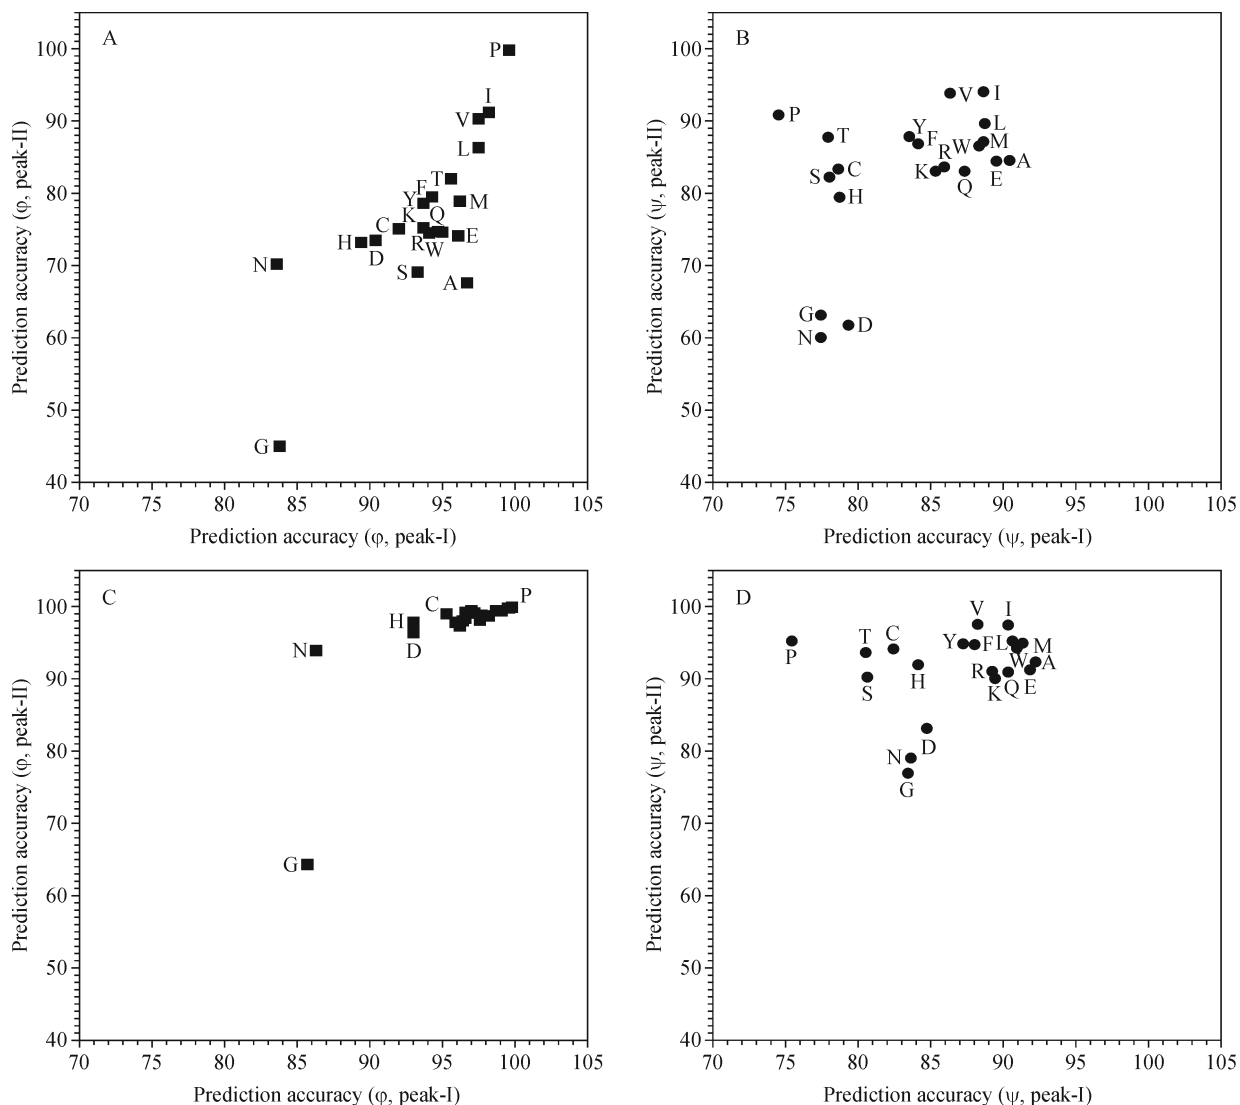 A
100
90
80
70
60
50
40
Prediction accuracy (φ, peak-II)
P
I
V
L
T
F
Y
M
K
Q
C
H
D
R
W
E
N
S
A
G
70 75 80 85 90 95 100 105
Prediction accuracy (φ, peak-I)
B
100
90
80
70
60
50
40
Prediction accuracy (ψ, peak-II)
V
I
P
L
T
Y
F
W
M
R
A
C
K
E
S
Q
H
G
D
N
70 75 80 85 90 95 100 105
Prediction accuracy (ψ, peak-I)
C
100
90
80
70
60
50
40
Prediction accuracy (φ, peak-II)
P
C
H
D
N
G
70 75 80 85 90 95 100 105
Prediction accuracy (φ, peak-I)
D
100
90
80
70
60
50
40
Prediction accuracy (ψ, peak-II)
V
I
T
C
Y
F
L
M
P
W
A
S
H
R
K
Q
E
D
N
G
70 75 80 85 90 95 100 105
Prediction accuracy (ψ, peak-I)